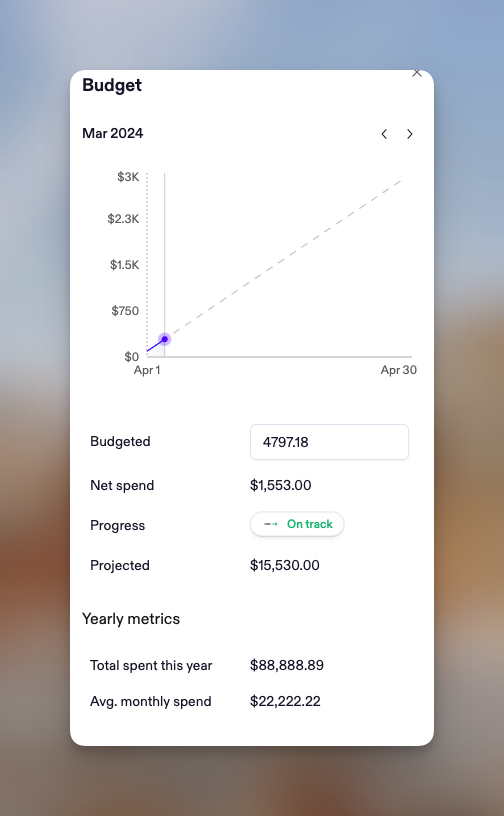 Budget
Mar 2024
$3K
$2.3K
$1.5K
$750
$0
Apr 1
Apr 30
Budgeted
4797.18
Net spend
$1,553.00
Progress
On track
Projected
$15,530.00
Yearly metrics
Total spent this year
$88,888.89
Avg. monthly spend
$22,222.22